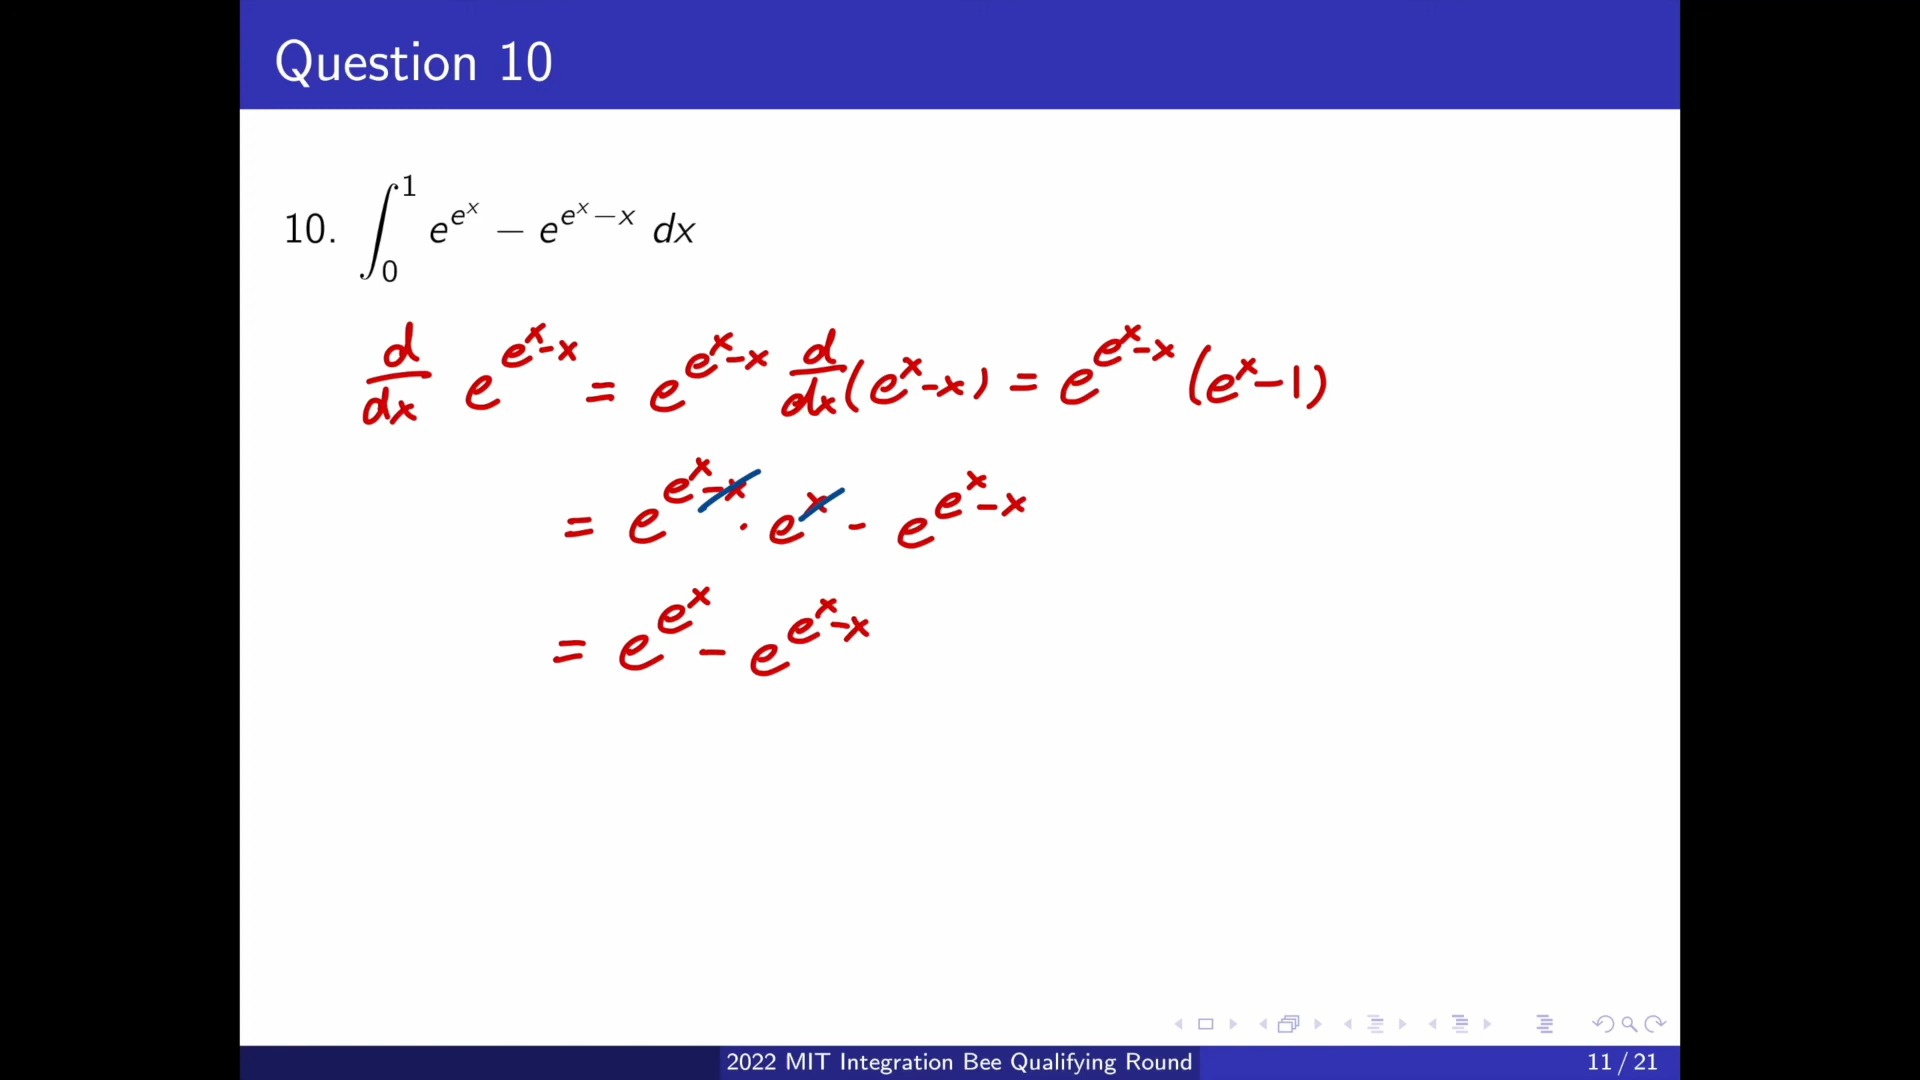 Question 10
10. ∫₀¹ e^{e^x} − e^{e^x−x} dx
d/dx e^{e^x−x} = e^{e^x−x} d/dx (e^x−x) = e^{e^x−x} (e^x−1)
= e^{e^x−x} · e^x − e^{e^x−x}
= e^{e^x} − e^{e^x−x}
2022 MIT Integration Bee Qualifying Round 11 / 21